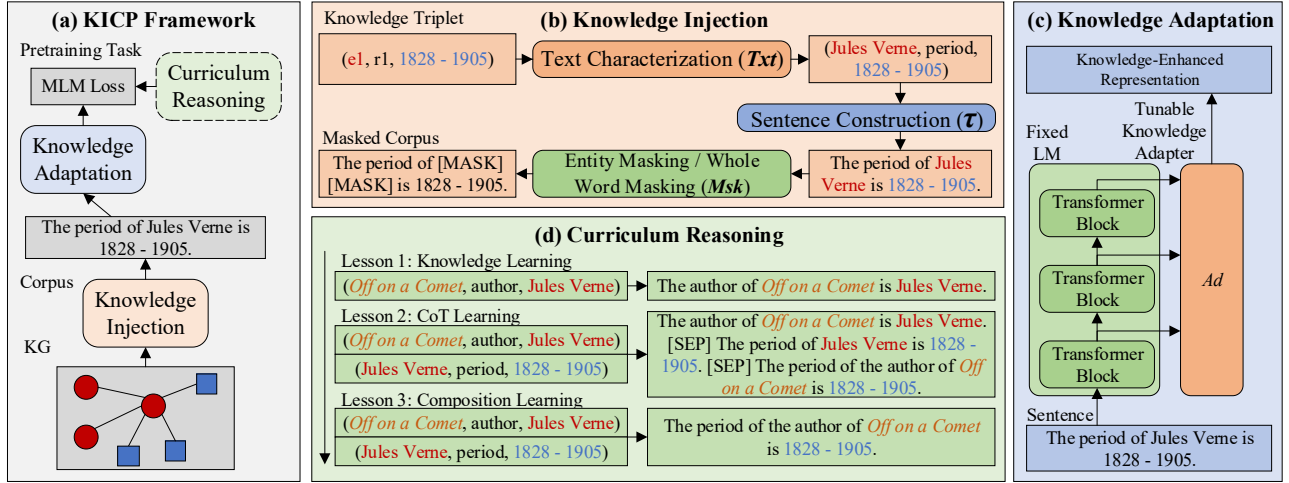 (a) KICP Framework
Pretraining Task
MLM Loss
Curriculum
Reasoning
Knowledge
Adaptation
The period of Jules Verne is
1828 - 1905.
Corpus
Knowledge
Injection
KG
(b) Knowledge Injection
Knowledge Triplet
(e1, r1, 1828 - 1905)
Text Characterization (Txt)
(Jules Verne, period,
1828 - 1905)
Sentence Construction (τ)
Masked Corpus
The period of [MASK]
[MASK] is 1828 - 1905.
Entity Masking / Whole
Word Masking (Msk)
The period of Jules
Verne is 1828 - 1905.
(d) Curriculum Reasoning
Lesson 1: Knowledge Learning
(Off on a Comet, author, Jules Verne)
The author of Off on a Comet is Jules Verne.
Lesson 2: CoT Learning
(Off on a Comet, author, Jules Verne)
(Jules Verne, period, 1828 - 1905)
The author of Off on a Comet is Jules Verne.
[SEP] The period of Jules Verne is 1828 -
1905. [SEP] The period of the author of Off
on a Comet is 1828 - 1905.
Lesson 3: Composition Learning
(Off on a Comet, author, Jules Verne)
(Jules Verne, period, 1828 - 1905)
The period of the author of Off on a Comet
is 1828 - 1905.
(c) Knowledge Adaptation
Knowledge-Enhanced
Representation
Tunable
Knowledge
Adapter
Fixed
LM
Transformer
Block
Transformer
Block
Transformer
Block
Ad
Sentence
The period of Jules Verne is
1828 - 1905.